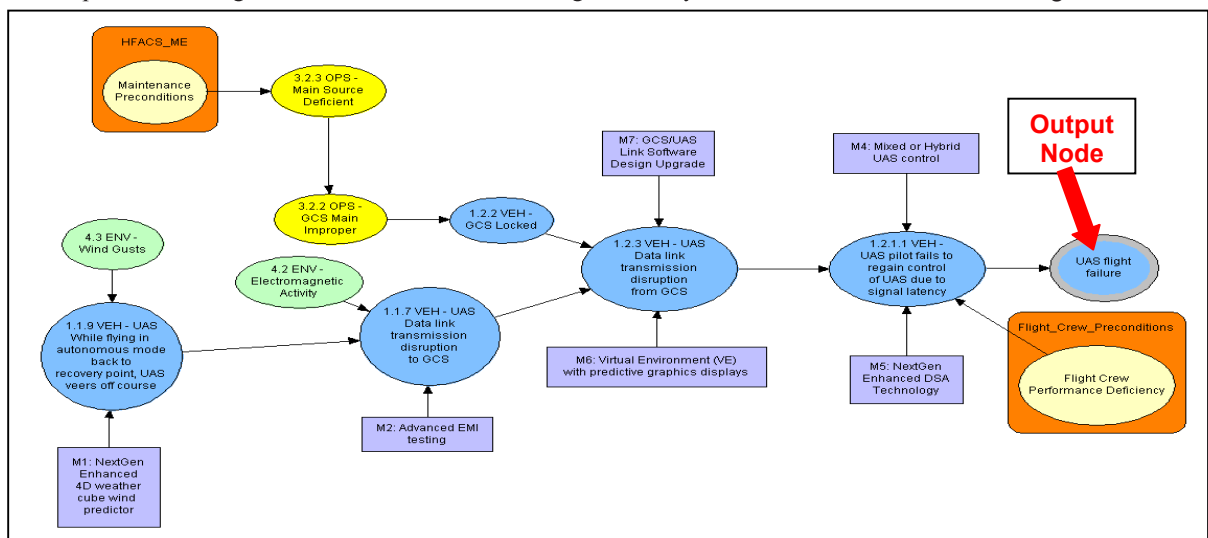 HFACS_ME
Maintenance
Preconditions
3.2.3 OPS -
Main Source
Deficient
M7: GCS/UAS
Link Software
Design Upgrade
M4: Mixed or Hybrid
UAS control
Output
Node
3.2.2 OPS -
GCS Main
Improper
1.2.2 VEH -
GCS Locked
4.3 ENV -
Wind Gusts
4.2 ENV -
Electromagnetic
Activity
1.2.3 VEH - UAS
Data link
transmission
disruption
from GCS
1.2.1.1 VEH -
UAS pilot fails to
regain control
of UAS due to
signal latency
UAS flight
failure
1.1.9 VEH - UAS
While flying in
autonomous mode
back to
recovery point, UAS
veers off course
1.1.7 VEH - UAS
Data link
transmission
disruption
to GCS
Flight_Crew_Preconditions
Flight Crew
Performance Deficiency
M6: Virtual Environment (VE)
with predictive graphics displays
M5: NextGen
Enhanced DSA
Technology
M2: Advanced EMI
testing
M1: NextGen
Enhanced
4D weather
cube wind
predictor